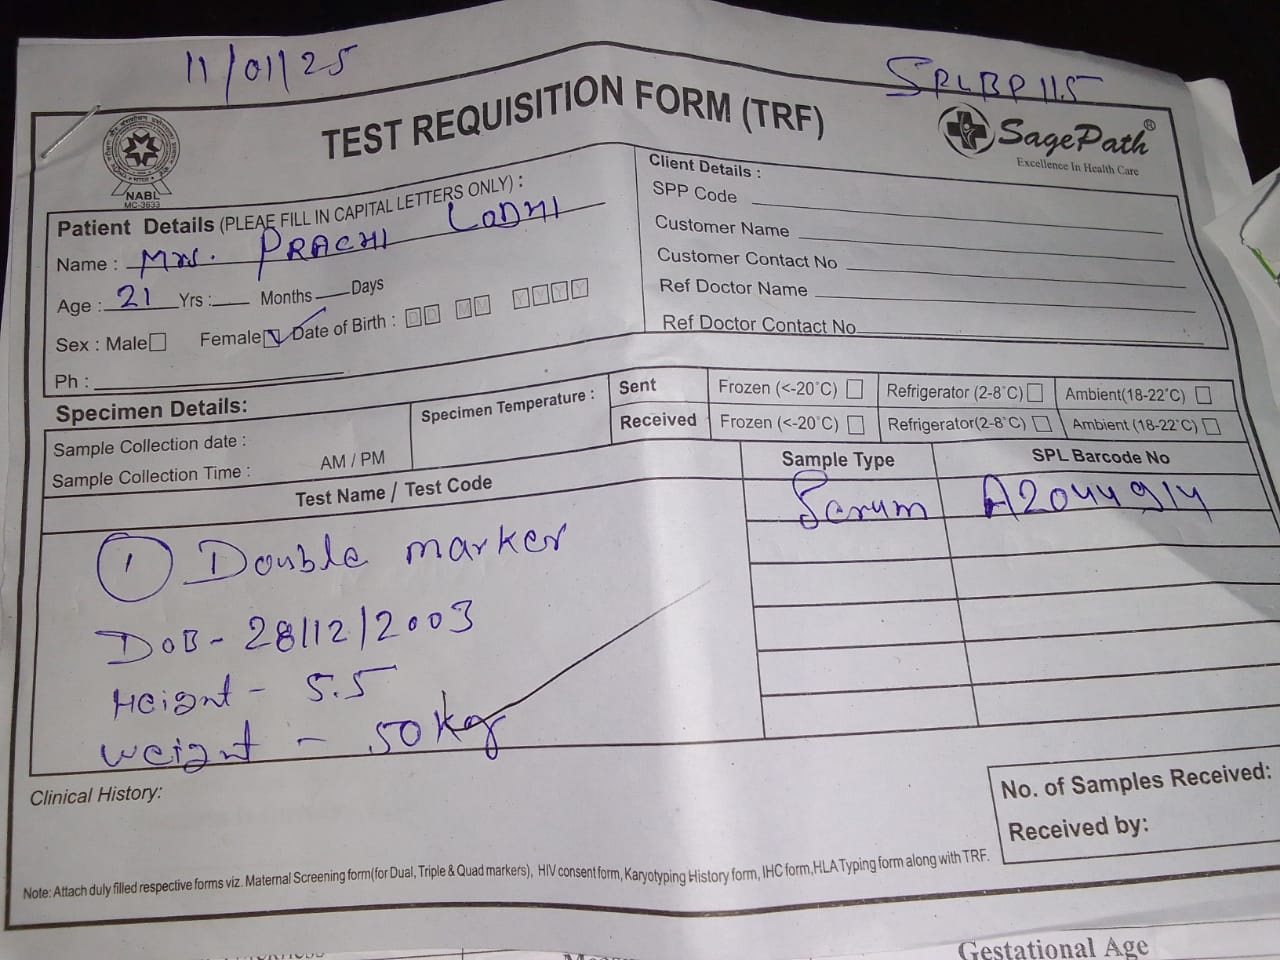 11/01/25
SPLBP115
TEST REQUISITION FORM (TRF)
NABL
MC-3633
SagePath®
Excellence In Health Care
Patient Details (PLEAE FILL IN CAPITAL LETTERS ONLY) :
Name : Mrs. PRACHI LODHI
Age : 21 Yrs : Months Days
Sex : Male Female Date of Birth : DD MM YYYY
Ph :
Client Details :
SPP Code
Customer Name
Customer Contact No
Ref Doctor Name
Ref Doctor Contact No
Specimen Details:
Sample Collection date :
Sample Collection Time : AM / PM
Specimen Temperature :
Sent Frozen (<-20°C) Refrigerator (2-8°C) Ambient(18-22°C)
Received Frozen (<-20°C) Refrigerator(2-8°C) Ambient (18-22°C)
Test Name / Test Code Sample Type SPL Barcode No
Serum A2044914
1 Double marker
DOB - 28/12/2003
Height - 5.5
Weight - 50 kg
Clinical History:
No. of Samples Received:
Received by:
Note: Attach duly filled respective forms viz. Maternal Screening form(for Dual, Triple & Quad markers), HIV consent form, Karyotyping History form, IHC form,HLA Typing form along with TRF.
Gestational Age